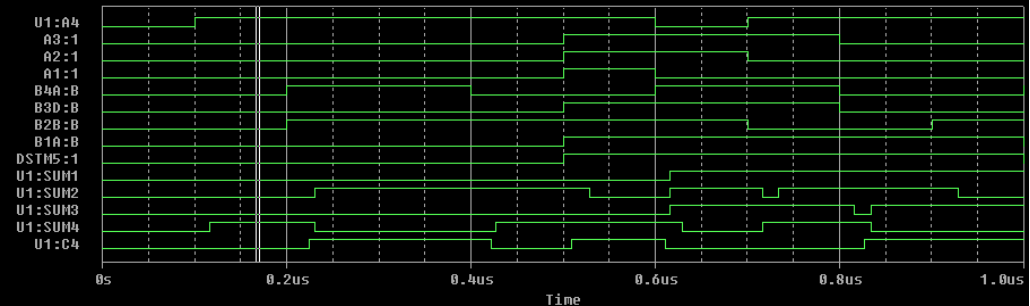 U1:A4
A3:1
A2:1
A1:1
B4A:B
B3D:B
B2B:B
B1A:B
DSTM5:1
U1:SUM1
U1:SUM2
U1:SUM3
U1:SUM4
U1:C4
0s 0.2us 0.4us 0.6us 0.8us 1.0us
Time